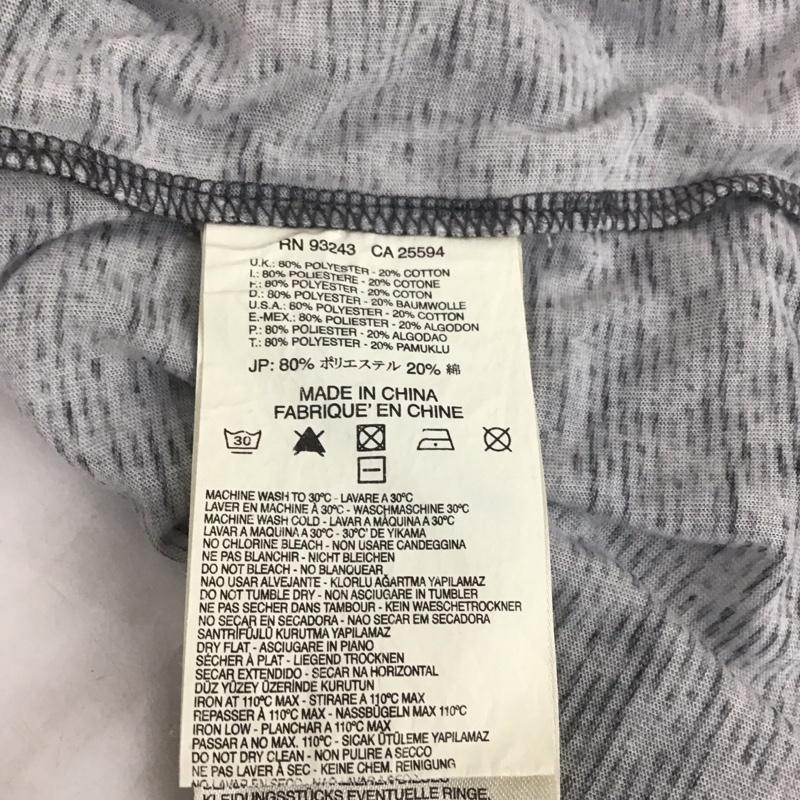 RN 93243 CA 25594
U.K.: 80% POLYESTER - 20% COTTON
I.: 80% POLIESTERE - 20% COTONE
F.: 80% POLYESTER - 20% COTON
D.: 80% POLYESTER - 20% BAUMWOLLE
U.S.A.: 80% POLYESTER - 20% COTTON
E.-MEX.: 80% POLIESTER - 20% ALGODON
P.: 80% POLIESTER - 20% ALGODAO
T.: 80% POLYESTER - 20% PAMUKLU
JP: 80% ポリエステル 20% 綿
MADE IN CHINA
FABRIQUE' EN CHINE
30
MACHINE WASH TO 30°C - LAVARE A 30°C
LAVER EN MACHINE À 30°C - WASCHMASCHINE 30°C
MACHINE WASH COLD - LAVAR A MAQUINA A 30°C
LAVAR A MAQUINA A 30°C - 30°C' DE YIKAMA
NO CHLORINE BLEACH - NON USARE CANDEGGINA
NE PAS BLANCHIR - NICHT BLEICHEN
DO NOT BLEACH - NO BLANQUEAR
NAO USAR ALVEJANTE - KLORLU AĞARTMA YAPILAMAZ
DO NOT TUMBLE DRY - NON ASCIUGARE IN TUMBLER
NE PAS SECHER DANS TAMBOUR - KEIN WAESCHETROCKNER
NO SECAR EN SECADORA - NAO SECAR EM SECADORA
SANTRİFÜJLÜ KURUTMA YAPILAMAZ
DRY FLAT - ASCIUGARE IN PIANO
SÉCHER À PLAT - LIEGEND TROCKNEN
SECAR EXTENDIDO - SECAR NA HORIZONTAL
DÜZ YÜZEY ÜZERİNDE KURUTUN
IRON AT 110°C MAX - STIRARE A 110°C MAX
REPASSER À 110°C MAX - NASSBÜGELN MAX 110°C
IRON LOW - PLANCHAR A 110°C MAX
PASSAR A NO MAX. 110°C - SICAK ÜTÜLEME YAPILAMAZ
DO NOT DRY CLEAN - NON PULIRE A SECCO
NE PAS LAVER À SEC - KEINE CHEM. REINIGUNG
KLEIDUNGSSTÜCKS EVENTUELLE RINGE,